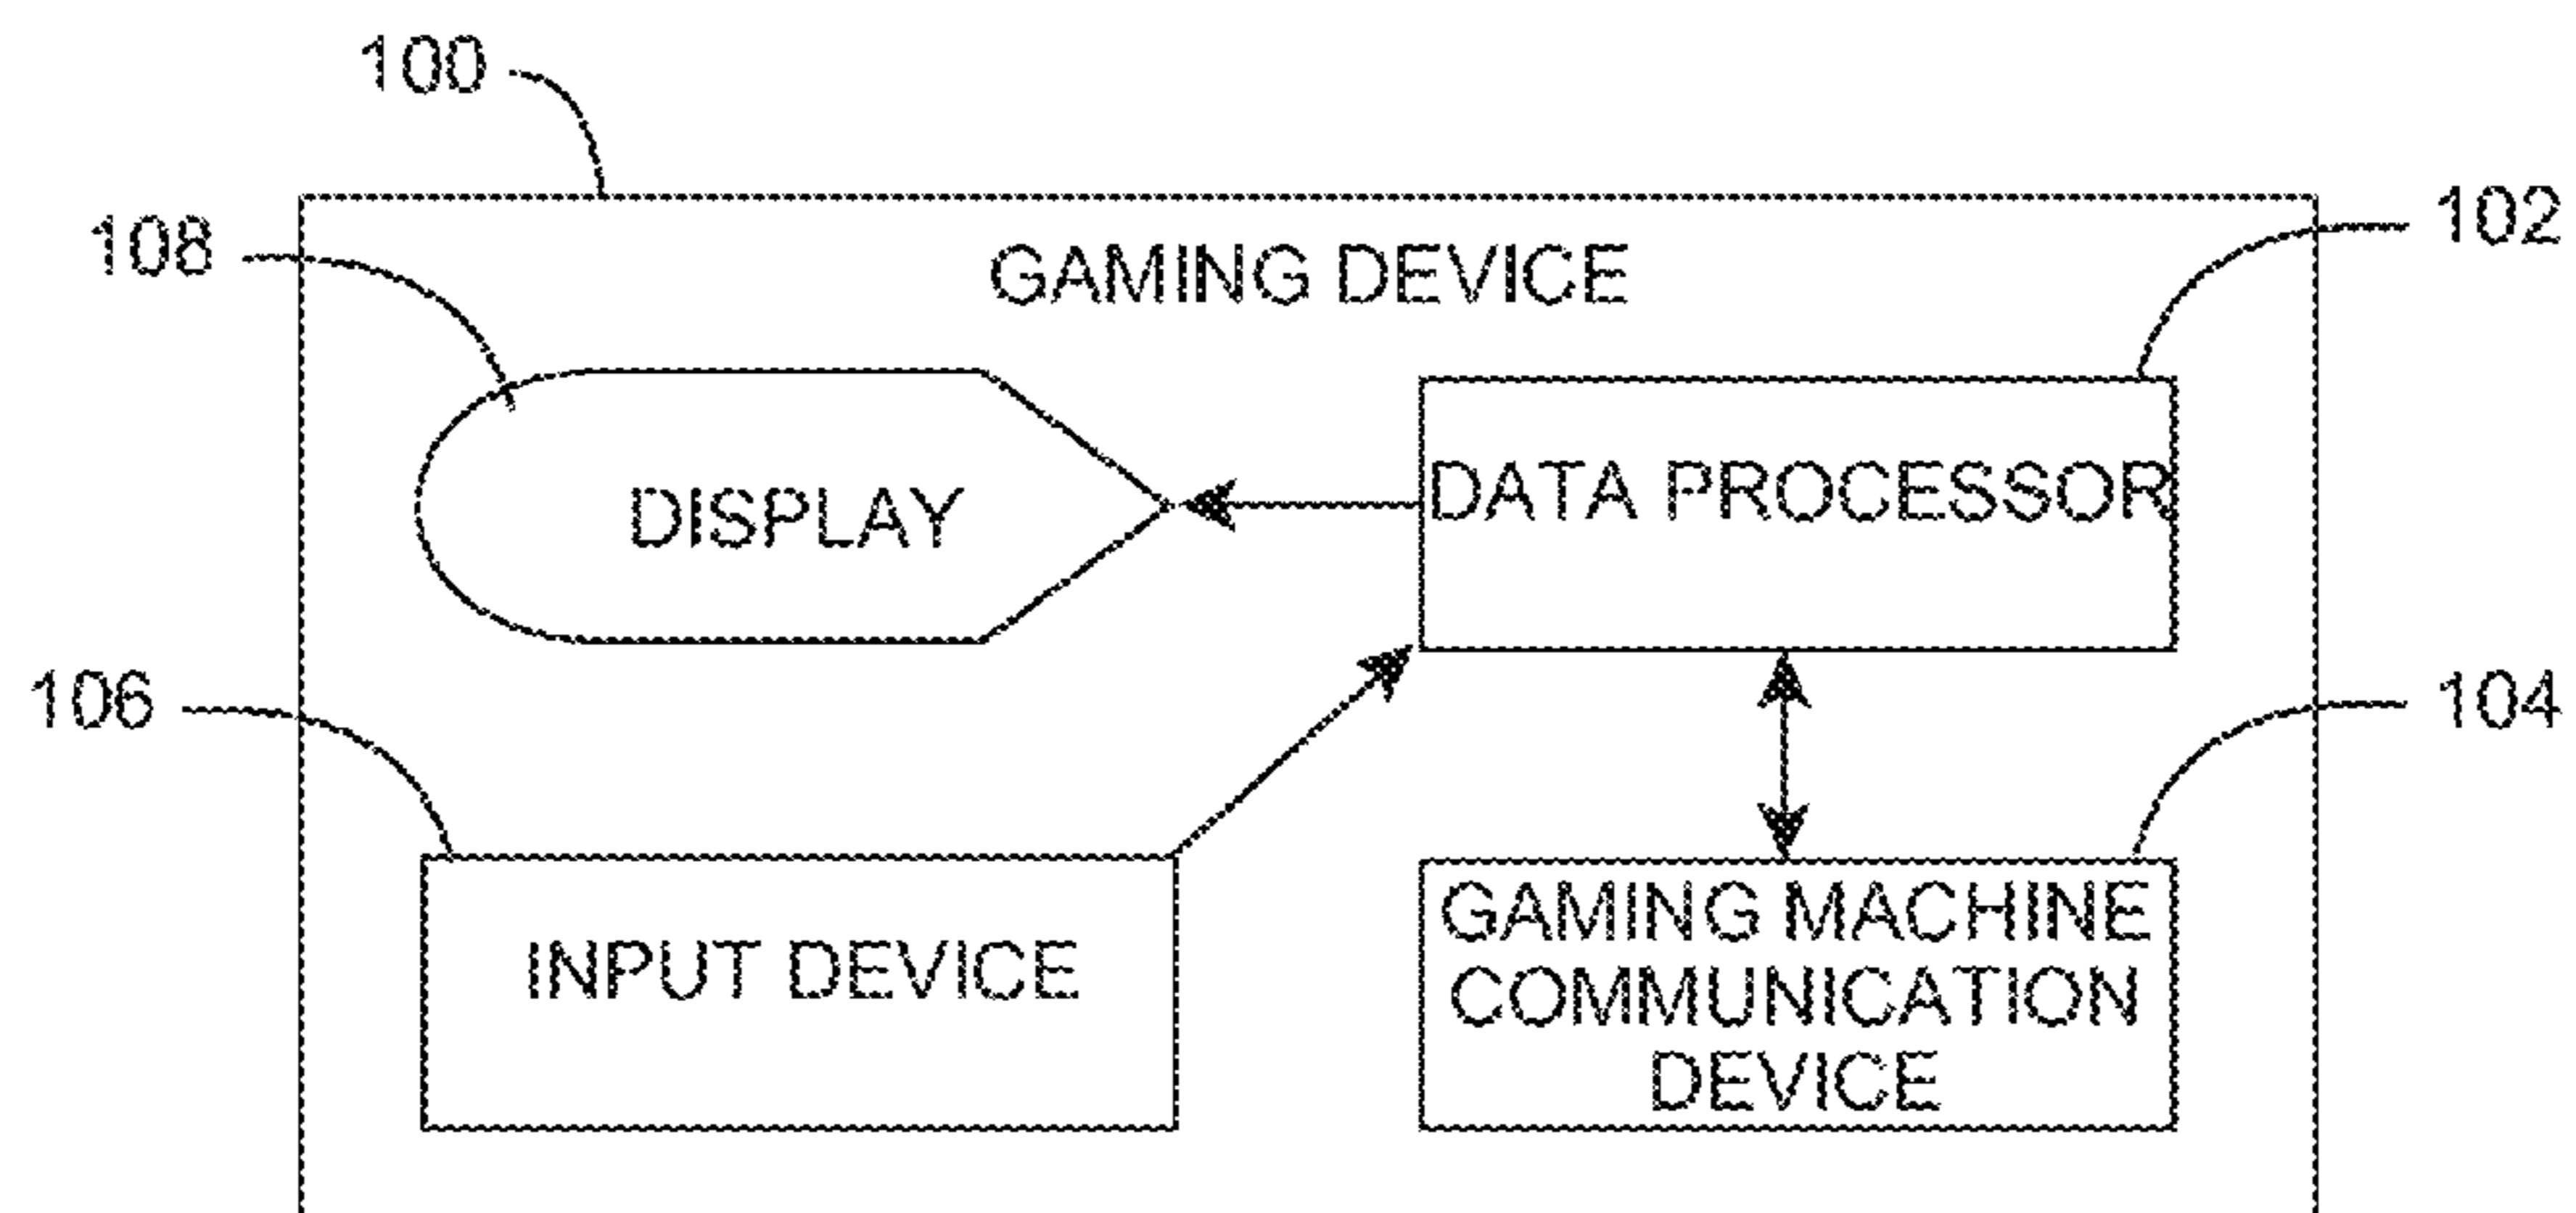 100
102
108
GAMING DEVICE
DISPLAY
DATA PROCESSOR
106
104
INPUT DEVICE
GAMING MACHINE
COMMUNICATION
DEVICE